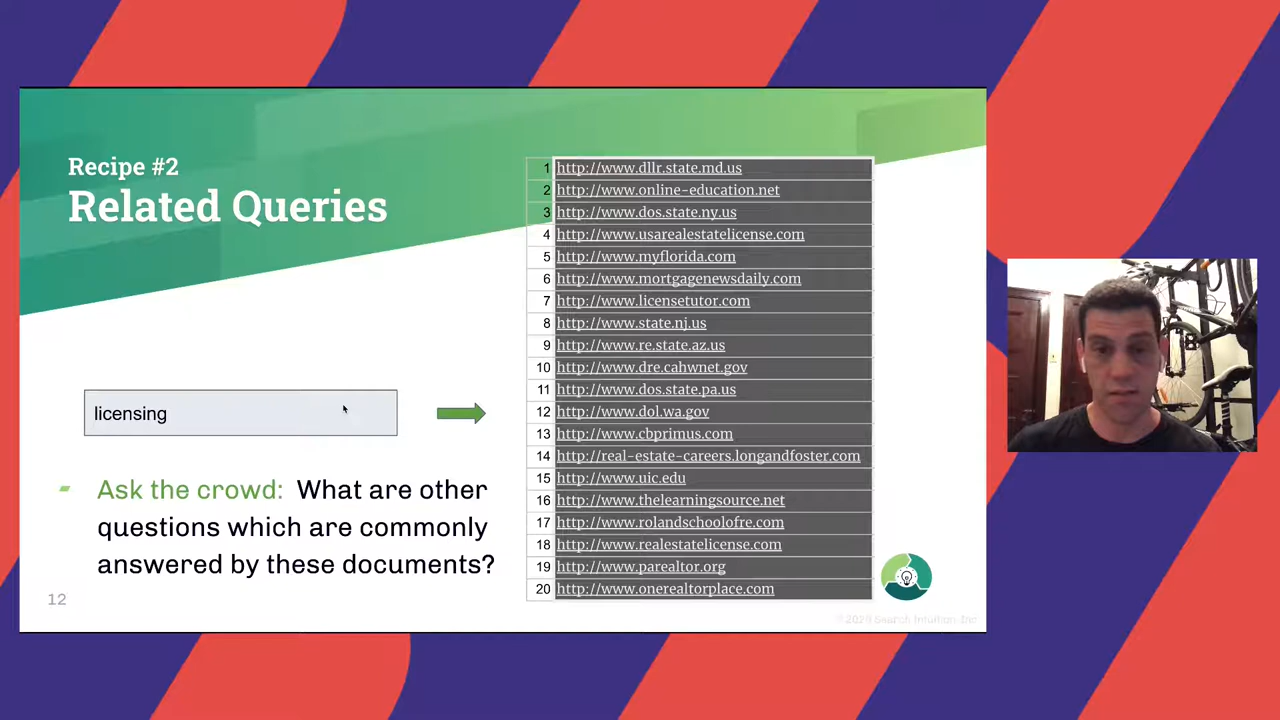 Recipe #2
Related Queries
licensing
Ask the crowd: What are other
questions which are commonly
answered by these documents?
1 http://www.dllr.state.md.us
2 http://www.online-education.net
3 http://www.dos.state.ny.us
4 http://www.usarealestatelicense.com
5 http://www.myflorida.com
6 http://www.mortgagenewsdaily.com
7 http://www.licensetutor.com
8 http://www.state.nj.us
9 http://www.re.state.az.us
10 http://www.dre.cahwnet.gov
11 http://www.dos.state.pa.us
12 http://www.dol.wa.gov
13 http://www.cbprimus.com
14 http://real-estate-careers.longandfoster.com
15 http://www.uic.edu
16 http://www.thelearningsource.net
17 http://www.rolandschoolofre.com
18 http://www.realestatelicense.com
19 http://www.parealtor.org
20 http://www.onerealtorplace.com
12
Search Intuition, Inc